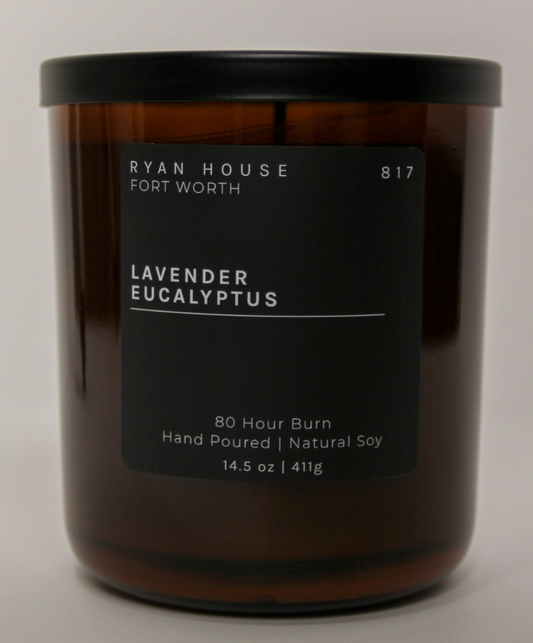 RYAN HOUSE 817
FORT WORTH
LAVENDER
EUCALYPTUS
80 Hour Burn
Hand Poured | Natural Soy
14.5 oz | 411g